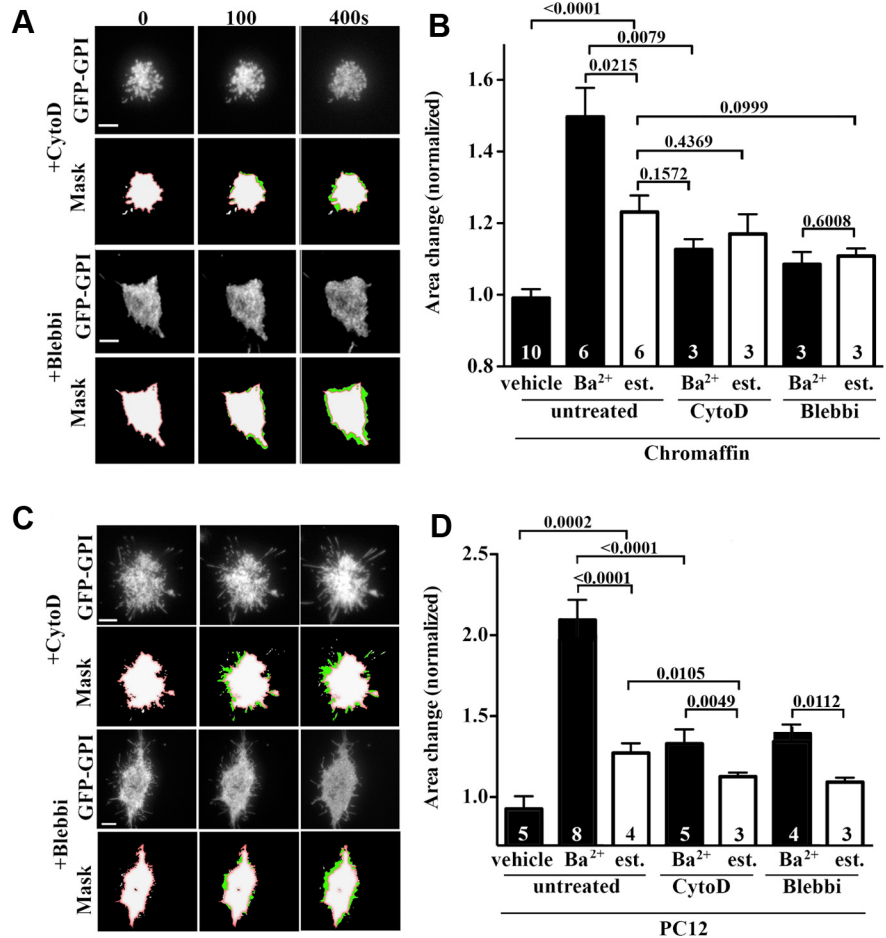 A
0 100 400s
+CytoD
GFP-GPI
Mask
+Blebbi
GFP-GPI
Mask
B
<0.0001
0.0079
0.0215
0.0999
0.4369
0.1572
0.6008
Area change (normalized)
1.6
1.4
1.2
1.0
0.8
10 6 6 3 3 3 3
vehicle Ba²⁺ est. Ba²⁺ est. Ba²⁺ est.
untreated CytoD Blebbi
Chromaffin
C
+CytoD
GFP-GPI
Mask
+Blebbi
GFP-GPI
Mask
D
0.0002
<0.0001
<0.0001
0.0105
0.0049
0.0112
Area change (normalized)
2.5
2.0
1.5
1.0
5 8 4 5 3 4 3
vehicle Ba²⁺ est. Ba²⁺ est. Ba²⁺ est.
untreated CytoD Blebbi
PC12